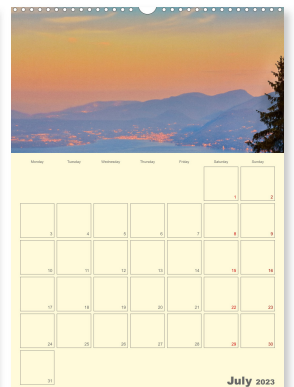 Monday Tuesday Wednesday Thursday Friday Saturday Sunday
1 2
3 4 5 6 7 8 9
10 11 12 13 14 15 16
17 18 19 20 21 22 23
24 25 26 27 28 29 30
31
July 2023